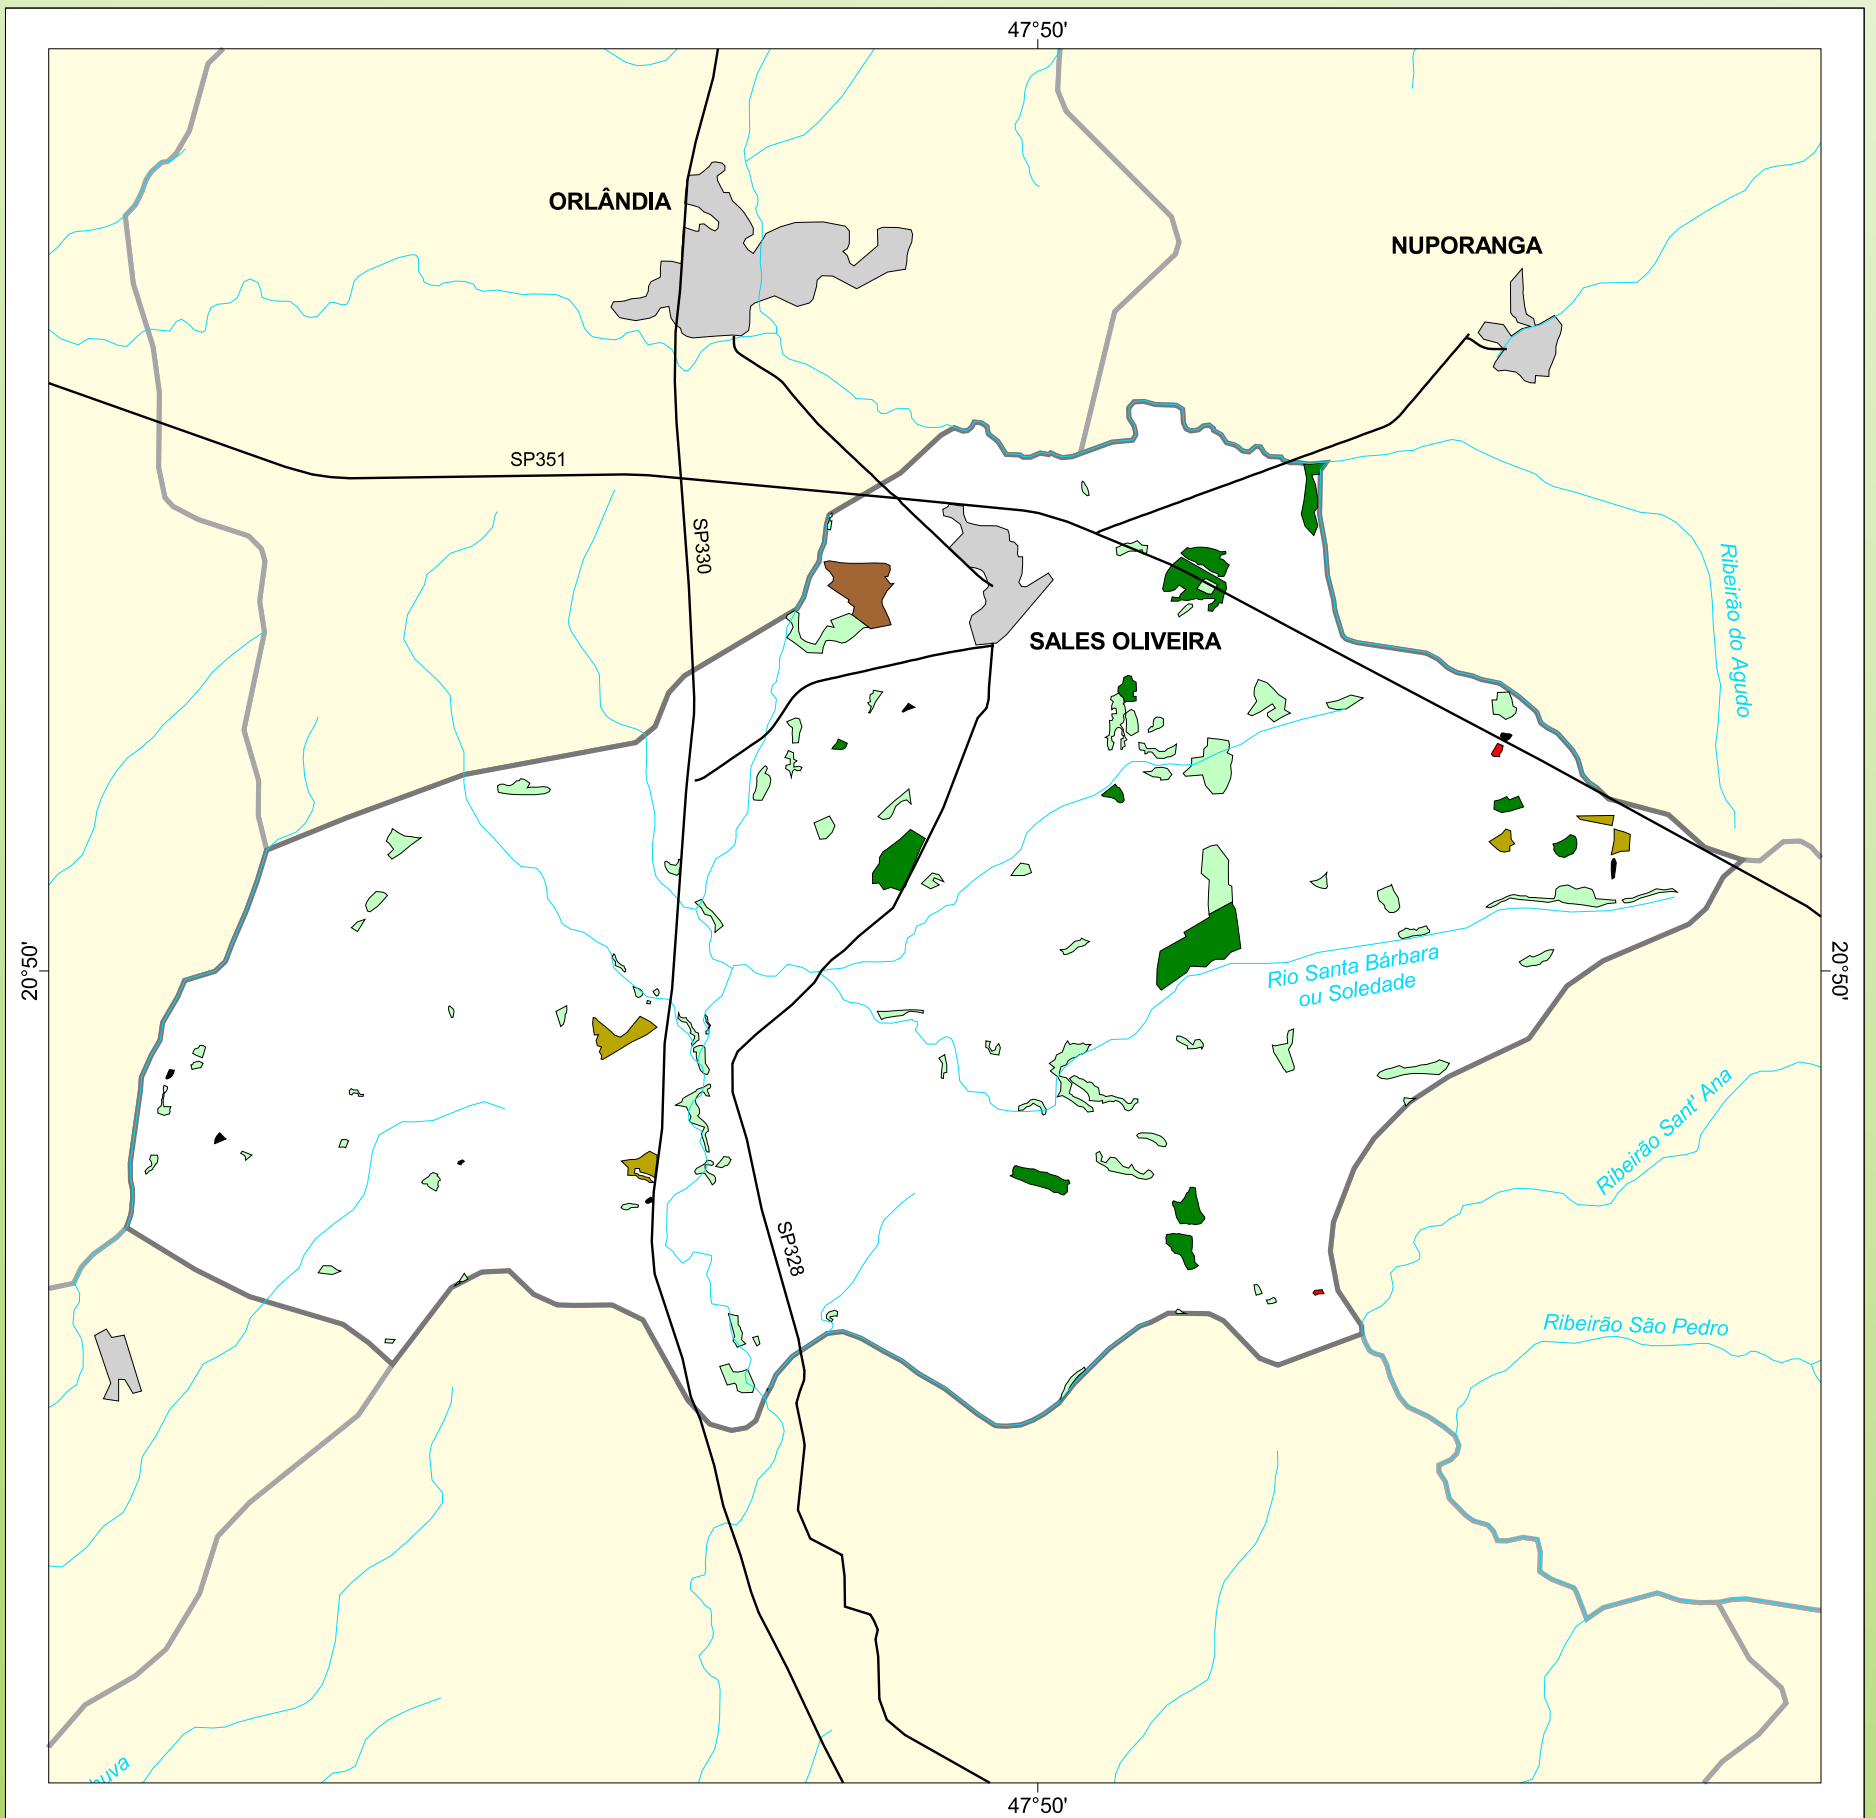 47°50'
ORLÂNDIA
NUPORANGA
SP351
SP330
Ribeirão do Agudo
SALES OLIVEIRA
20°50'
20°50'
Rio Santa Bárbara
ou Soledade
Ribeirão Sant' Ana
SP328
Ribeirão São Pedro
huva
47°50'